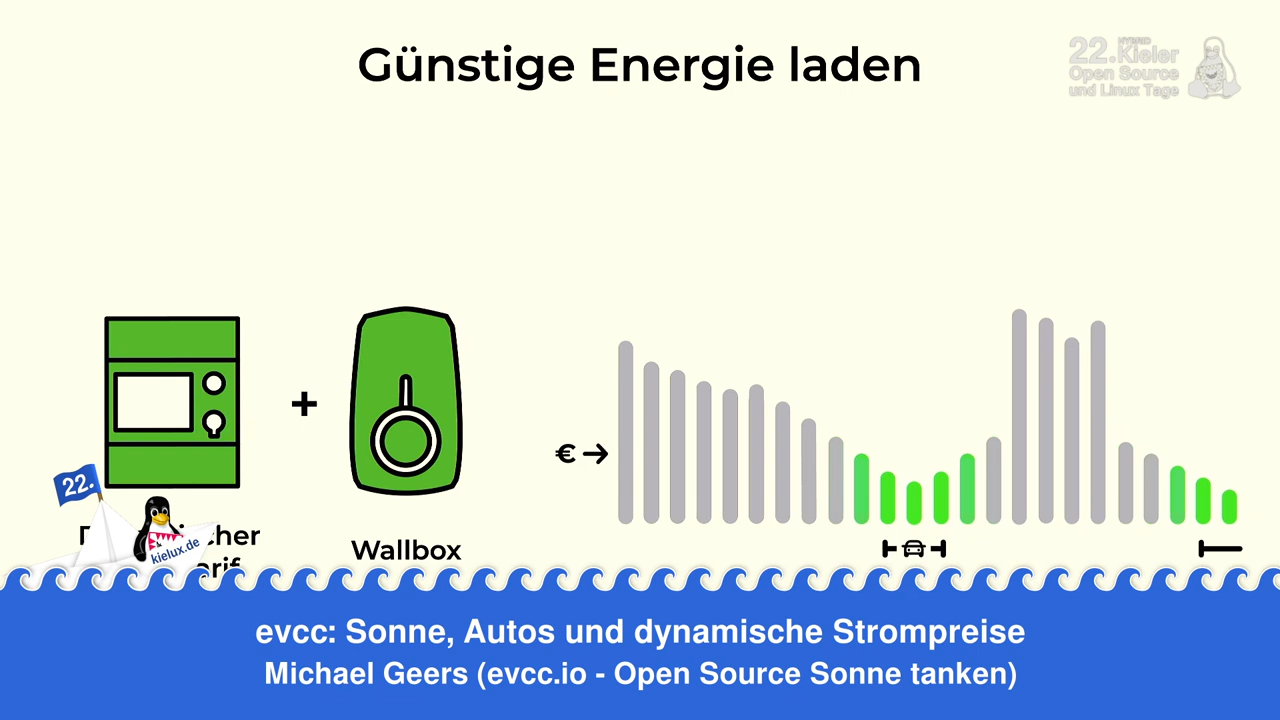 Günstige Energie laden
22.
HYBRID
Kieler
Open Source
und Linux Tage
+
€ →
22.
kielux.de
Wallbox
evcc: Sonne, Autos und dynamische Strompreise
Michael Geers (evcc.io - Open Source Sonne tanken)